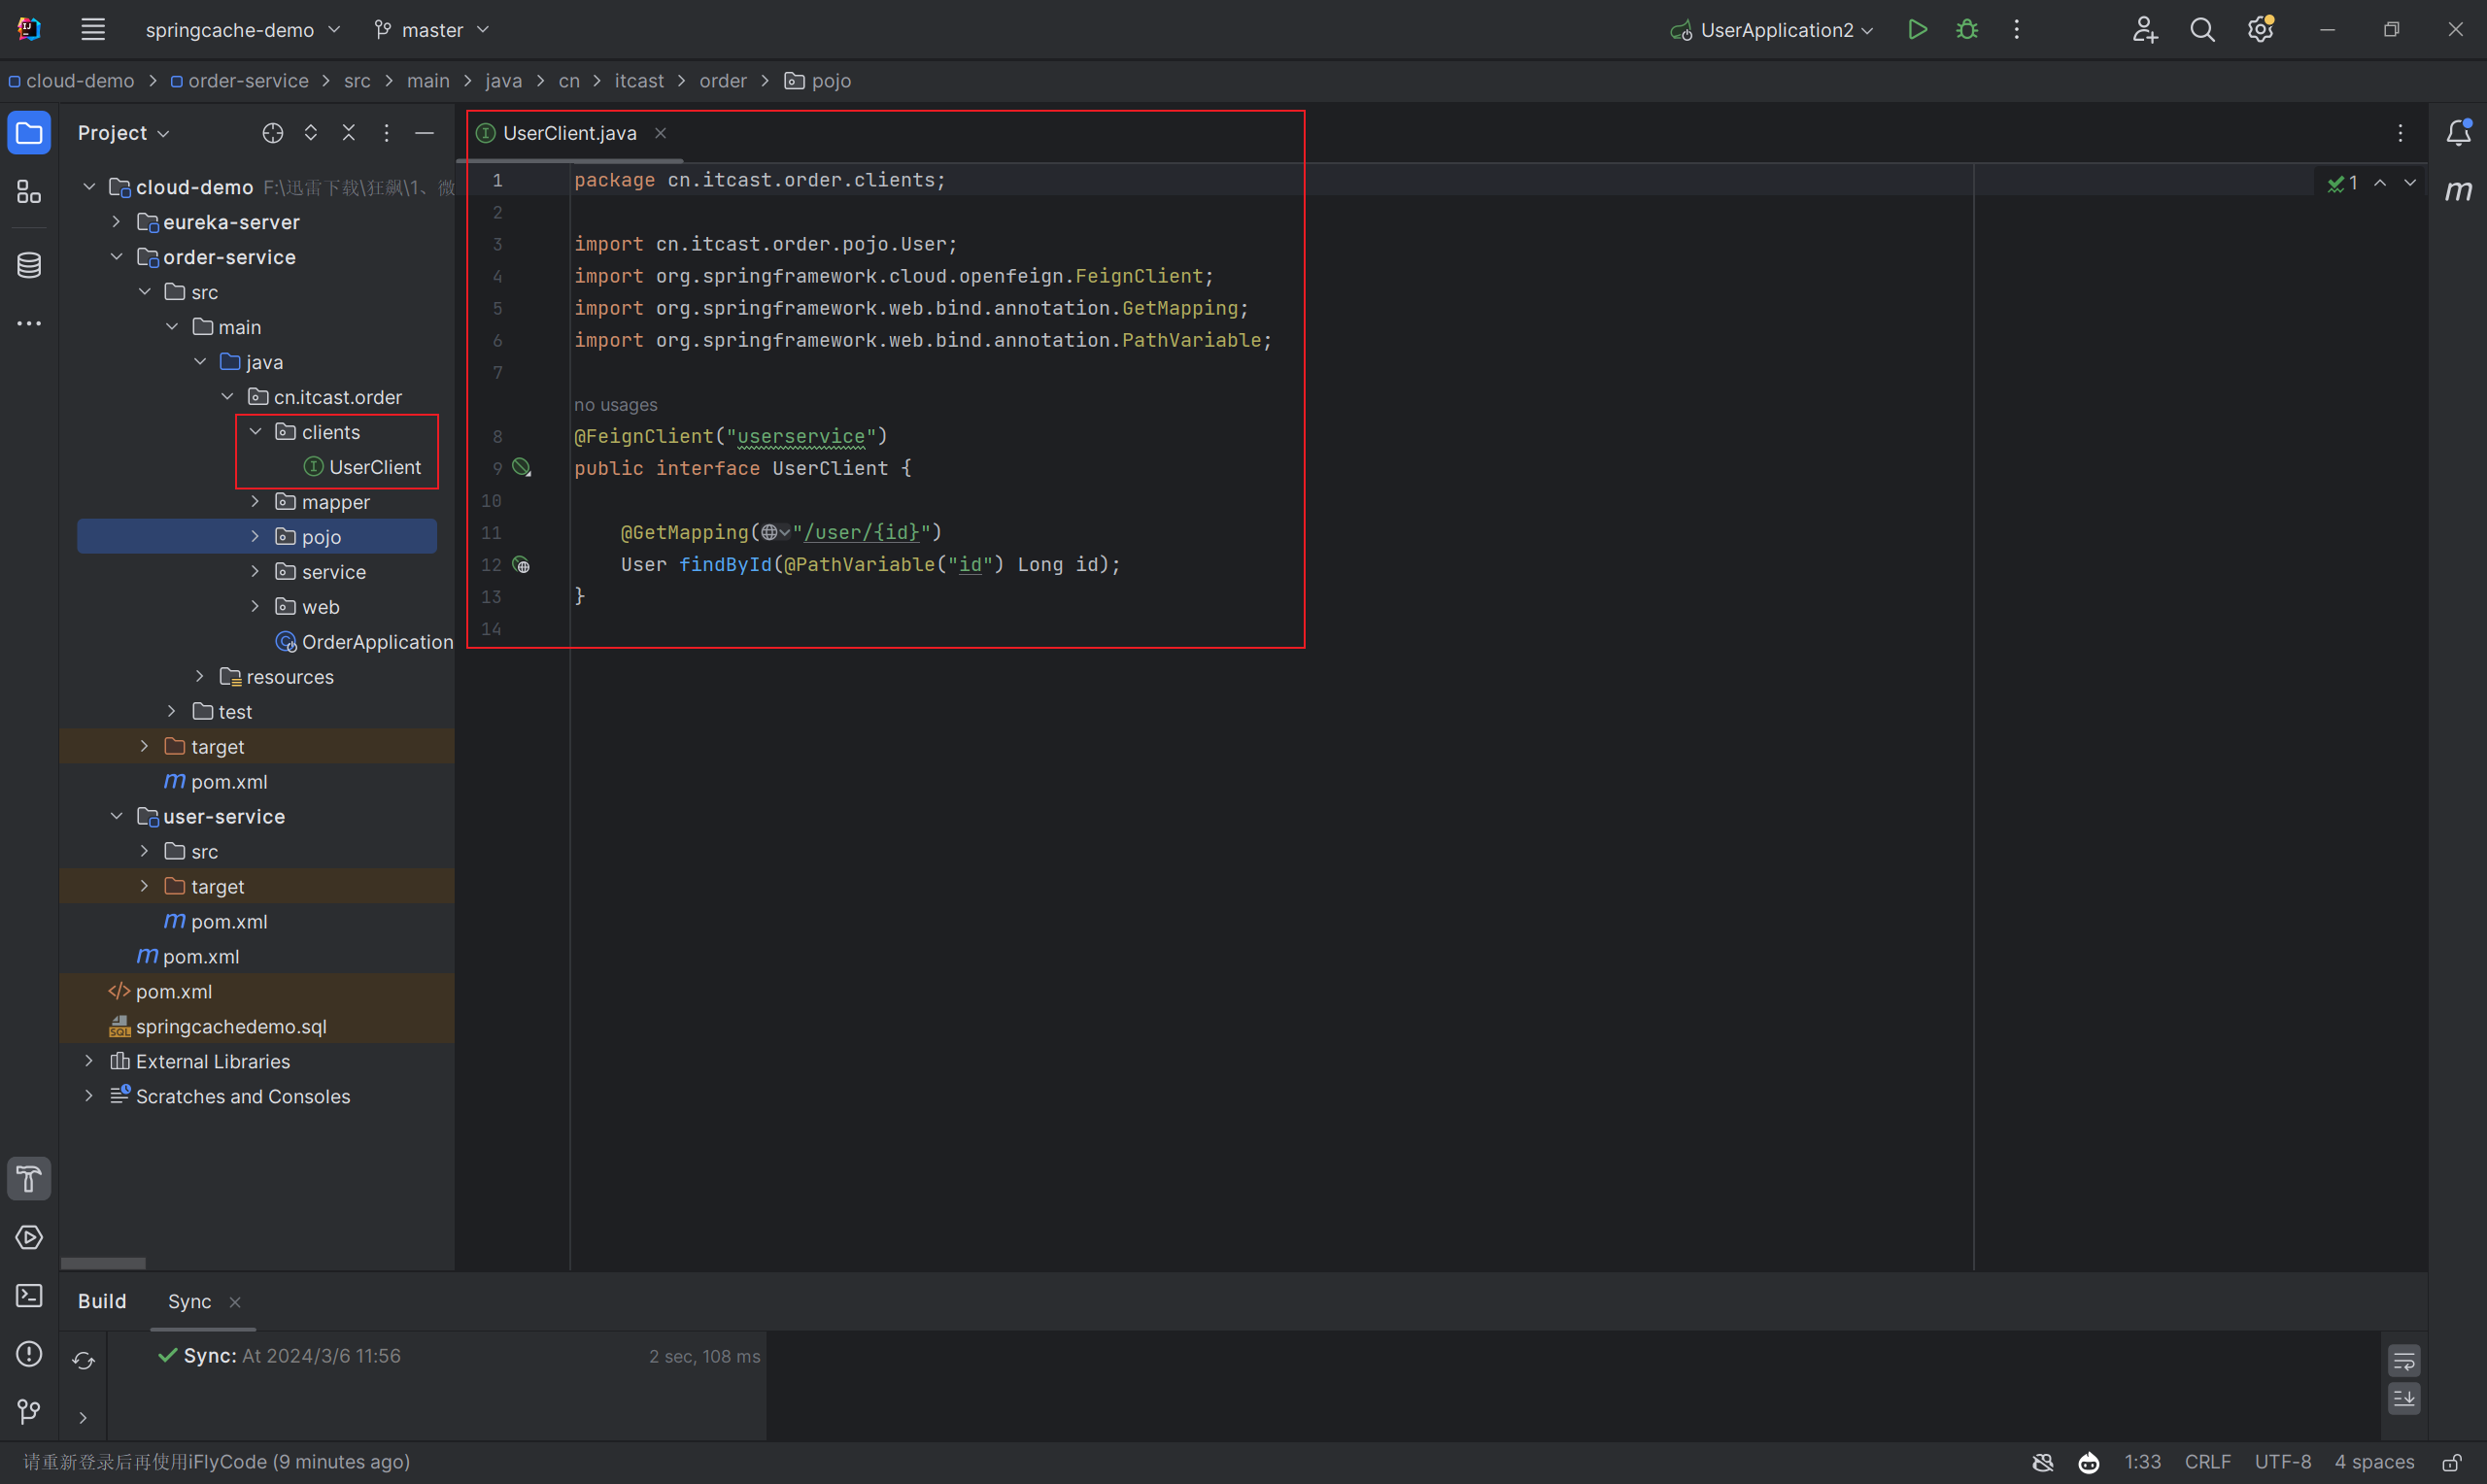 springcache-demo master UserApplication2
cloud-demo order-service src main java cn itcast order pojo
Project
cloud-demo F:\迅雷下载\狂飙\1、微
eureka-server
order-service
src
main
java
cn.itcast.order
clients
UserClient
mapper
pojo
service
web
OrderApplication
resources
test
target
pom.xml
user-service
src
target
pom.xml
pom.xml
pom.xml
springcachedemo.sql
External Libraries
Scratches and Consoles
UserClient.java
1 package cn.itcast.order.clients;
2
3 import cn.itcast.order.pojo.User;
4 import org.springframework.cloud.openfeign.FeignClient;
5 import org.springframework.web.bind.annotation.GetMapping;
6 import org.springframework.web.bind.annotation.PathVariable;
7
no usages
8 @FeignClient("userservice")
9 public interface UserClient {
10
11 @GetMapping("/user/{id}")
12 User findById(@PathVariable("id") Long id);
13 }
14
1
m
Build Sync
Sync: At 2024/3/6 11:56 2 sec, 108 ms
请重新登录后再使用iFlyCode (9 minutes ago) 1:33 CRLF UTF-8 4 spaces